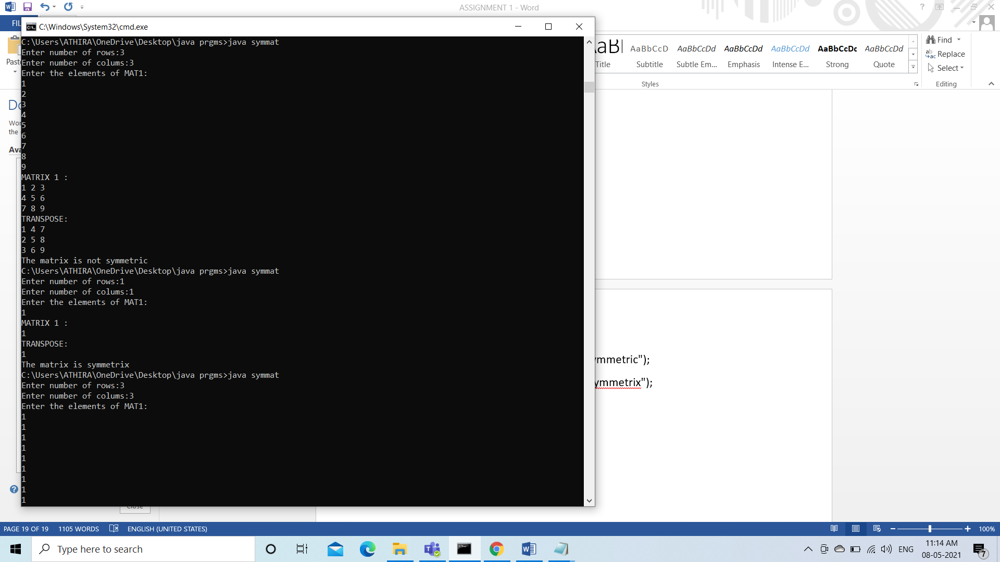 ASSIGNMENT 1 - Word
FIL
C:\Windows\System32\cmd.exe
Paste
AaBbCcD
AaBbCcDd
AaBbCcDd
AaBbCcDd
AaBbCcDc
AaBbCcDd
Title
Subtitle
Subtle Em...
Emphasis
Intense E...
Strong
Quote
Styles
Find
Replace
Select
Editing
C:\Users\ATHIRA\OneDrive\Desktop\java prgms>java symmat
Enter number of rows:3
Enter number of colums:3
Enter the elements of MAT1:
1
2
3
4
5
6
7
8
9
MATRIX 1 :
1 2 3
4 5 6
7 8 9
TRANSPOSE:
1 4 7
2 5 8
3 6 9
The matrix is not symmetric
C:\Users\ATHIRA\OneDrive\Desktop\java prgms>java symmat
Enter number of rows:1
Enter number of colums:1
Enter the elements of MAT1:
1
MATRIX 1 :
1
TRANSPOSE:
1
The matrix is symmetrix
C:\Users\ATHIRA\OneDrive\Desktop\java prgms>java symmat
Enter number of rows:3
Enter number of colums:3
Enter the elements of MAT1:
1
1
1
1
1
1
1
1
1
the
ymmetric");
ymmetrix");
Close
PAGE 19 OF 19 1105 WORDS ENGLISH (UNITED STATES) 100%
Type here to search
ENG
11:14 AM
08-05-2021
7